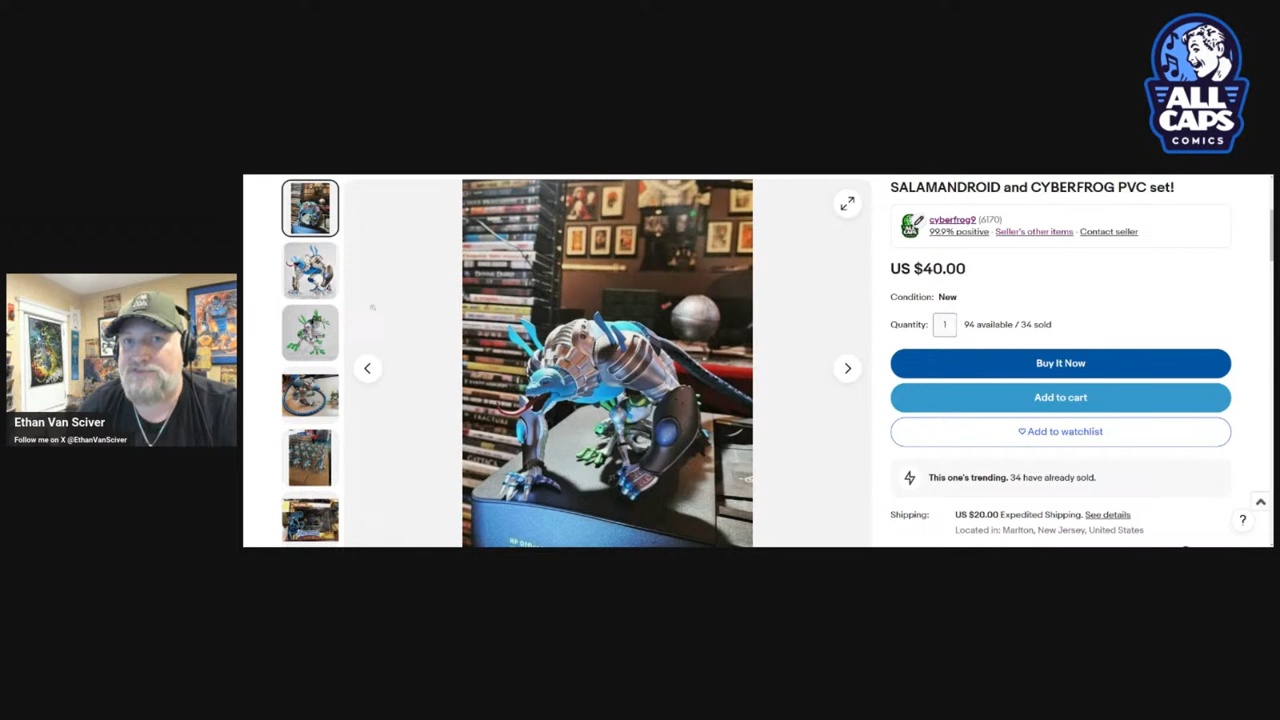 ALL
CAPS
COMICS
SALAMANDROID and CYBERFROG PVC set!
cyberfrog9 (6170)
99.9% positive · Seller's other items · Contact seller
US $40.00
Condition: New
Quantity: 1 94 available / 34 sold
Buy It Now
Add to cart
Add to watchlist
This one's trending. 34 have already sold.
Shipping: US $20.00 Expedited Shipping. See details
Located in: Marlton, New Jersey, United States
?
Ethan Van Sciver
Follow me on X @EthanVanSciver
FRACTURE